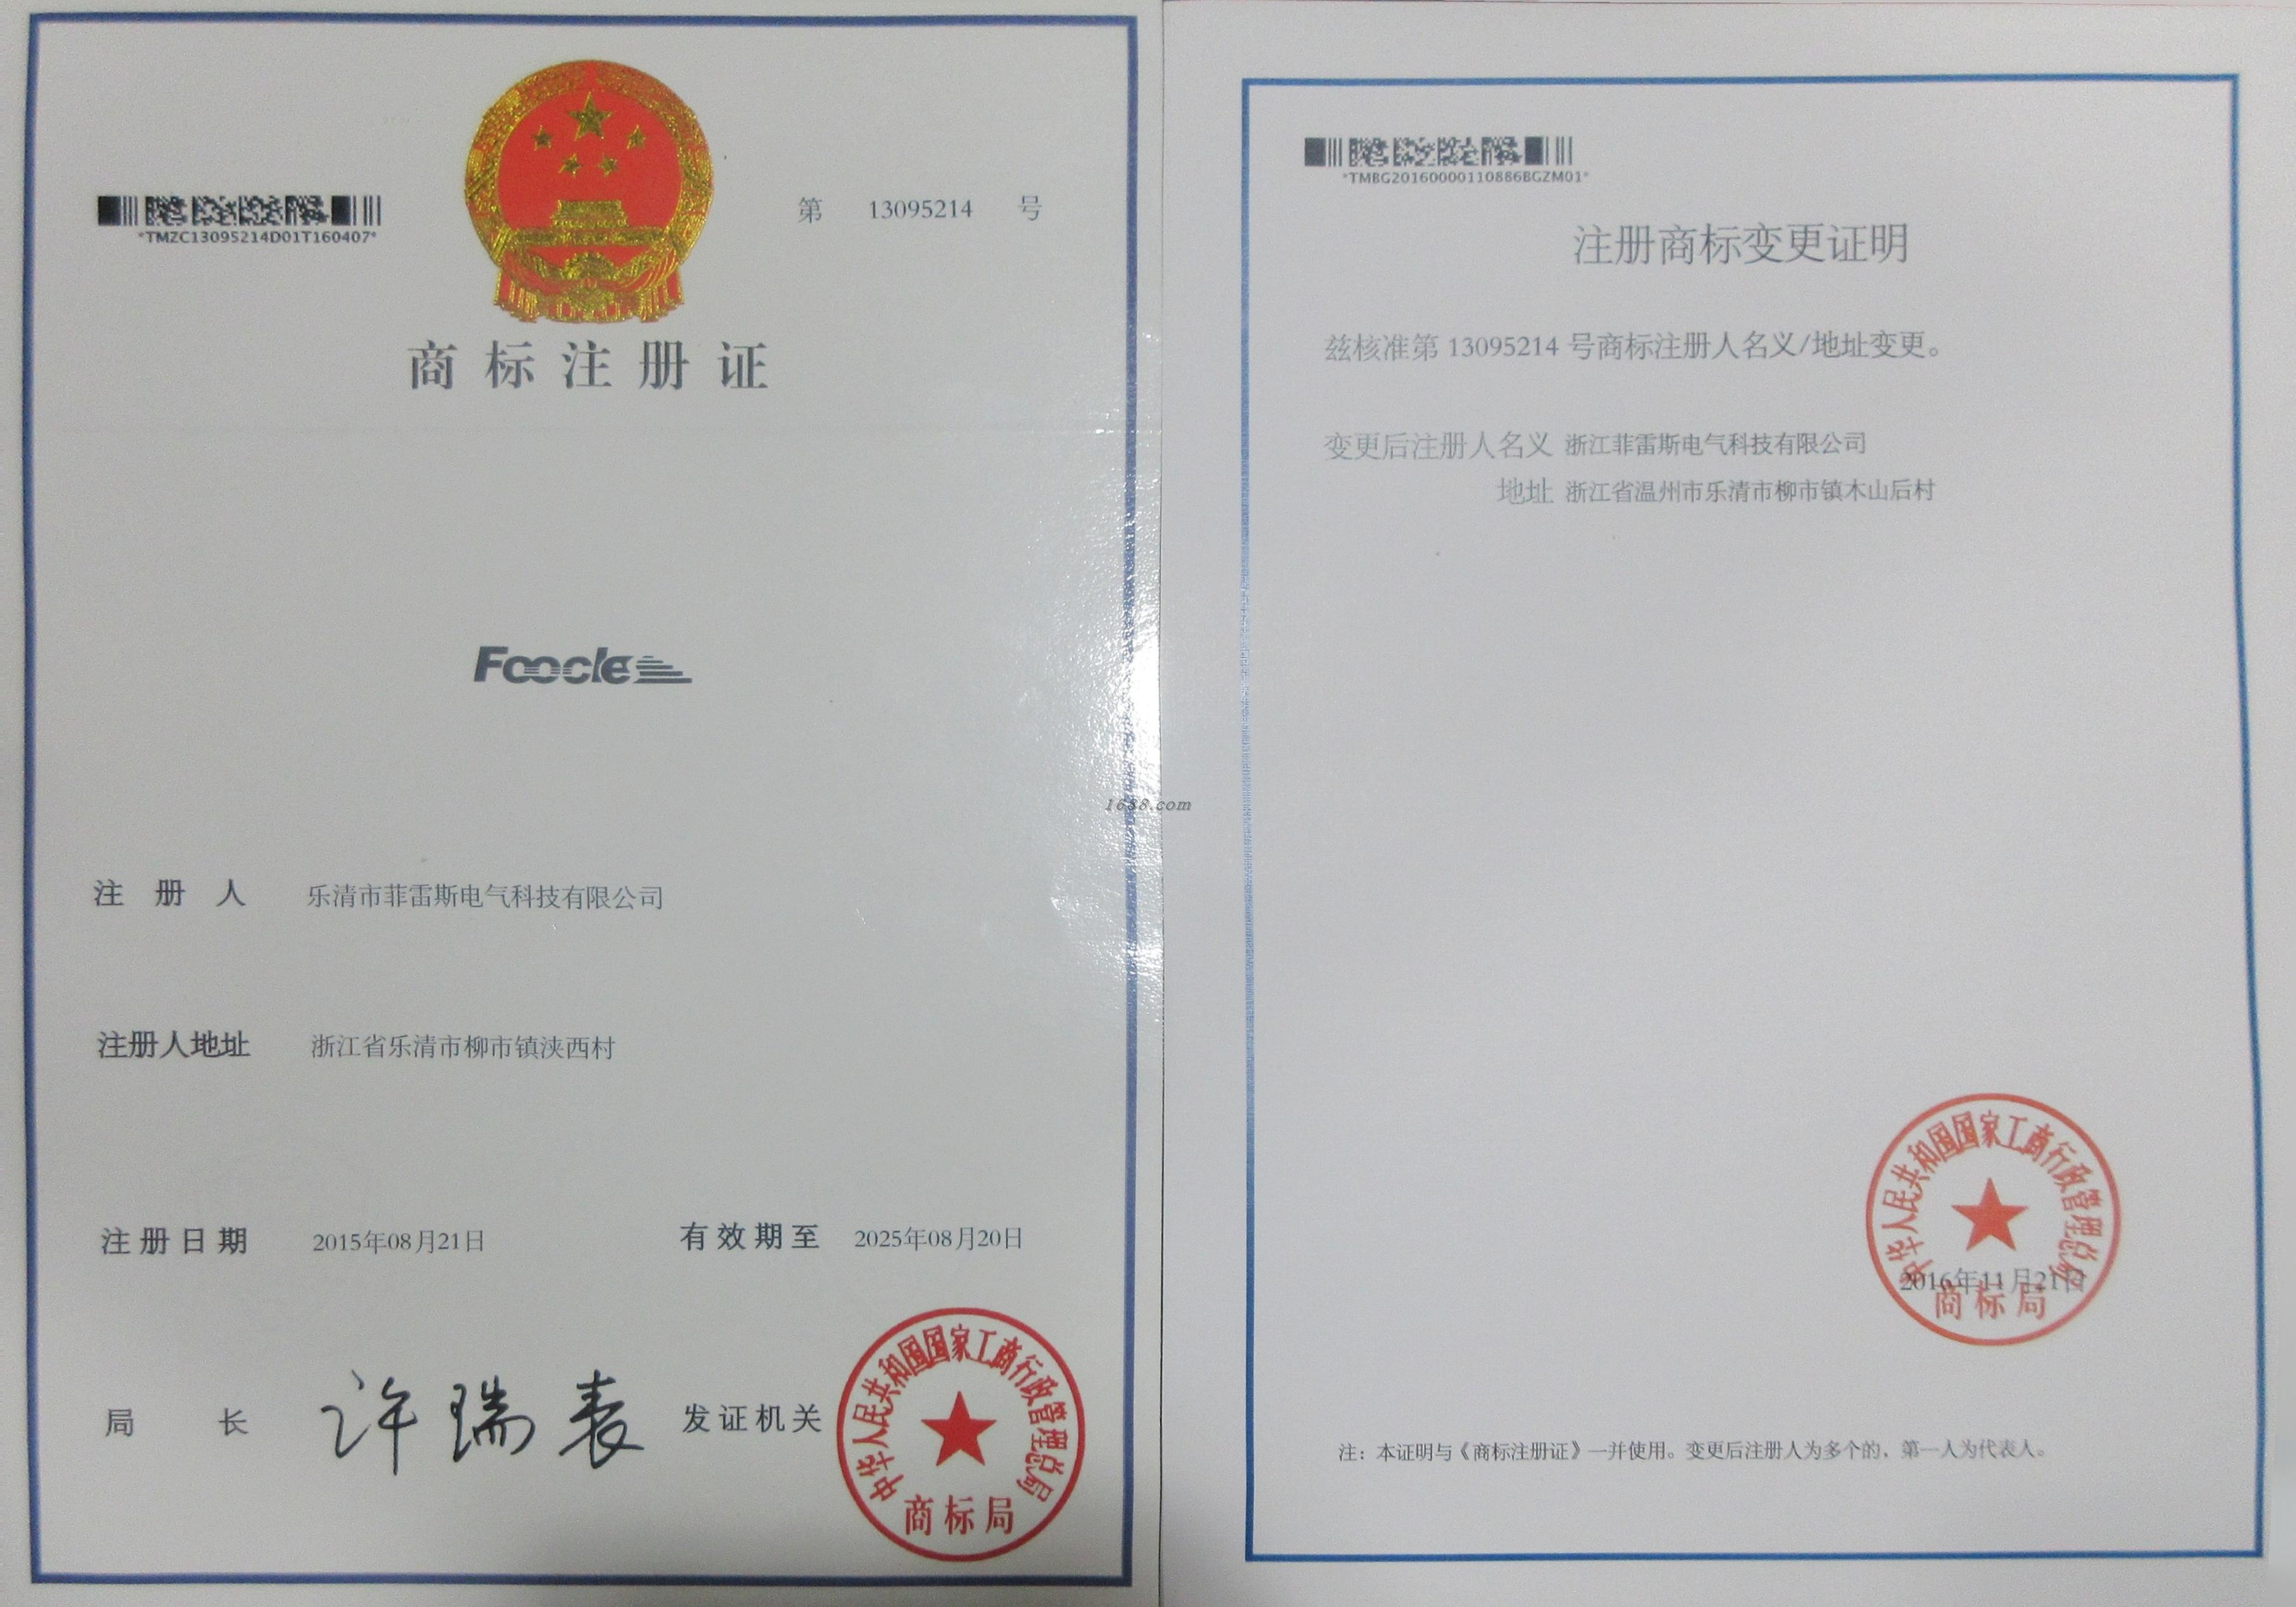 *TMZC13095214D01T160407*
第 13095214 号
商标注册证
Foocle
注册人 乐清市菲雷斯电气科技有限公司
注册人地址 浙江省乐清市柳市镇浃西村
注册日期 2015年08月21日 有效期至 2025年08月20日
局长 许瑞表 发证机关
中华人民共和国国家工商行政管理总局
商标局
1688.com
*TMBG20160000110886BGZM01*
注册商标变更证明
兹核准第 13095214 号商标注册人名义/地址变更。
变更后注册人名义 浙江菲雷斯电气科技有限公司
地址 浙江省温州市乐清市柳市镇木山后村
中华人民共和国国家工商行政管理总局
2016年11月21日
商标局
注：本证明与《商标注册证》一并使用。变更后注册人为多个的，第一人为代表人。